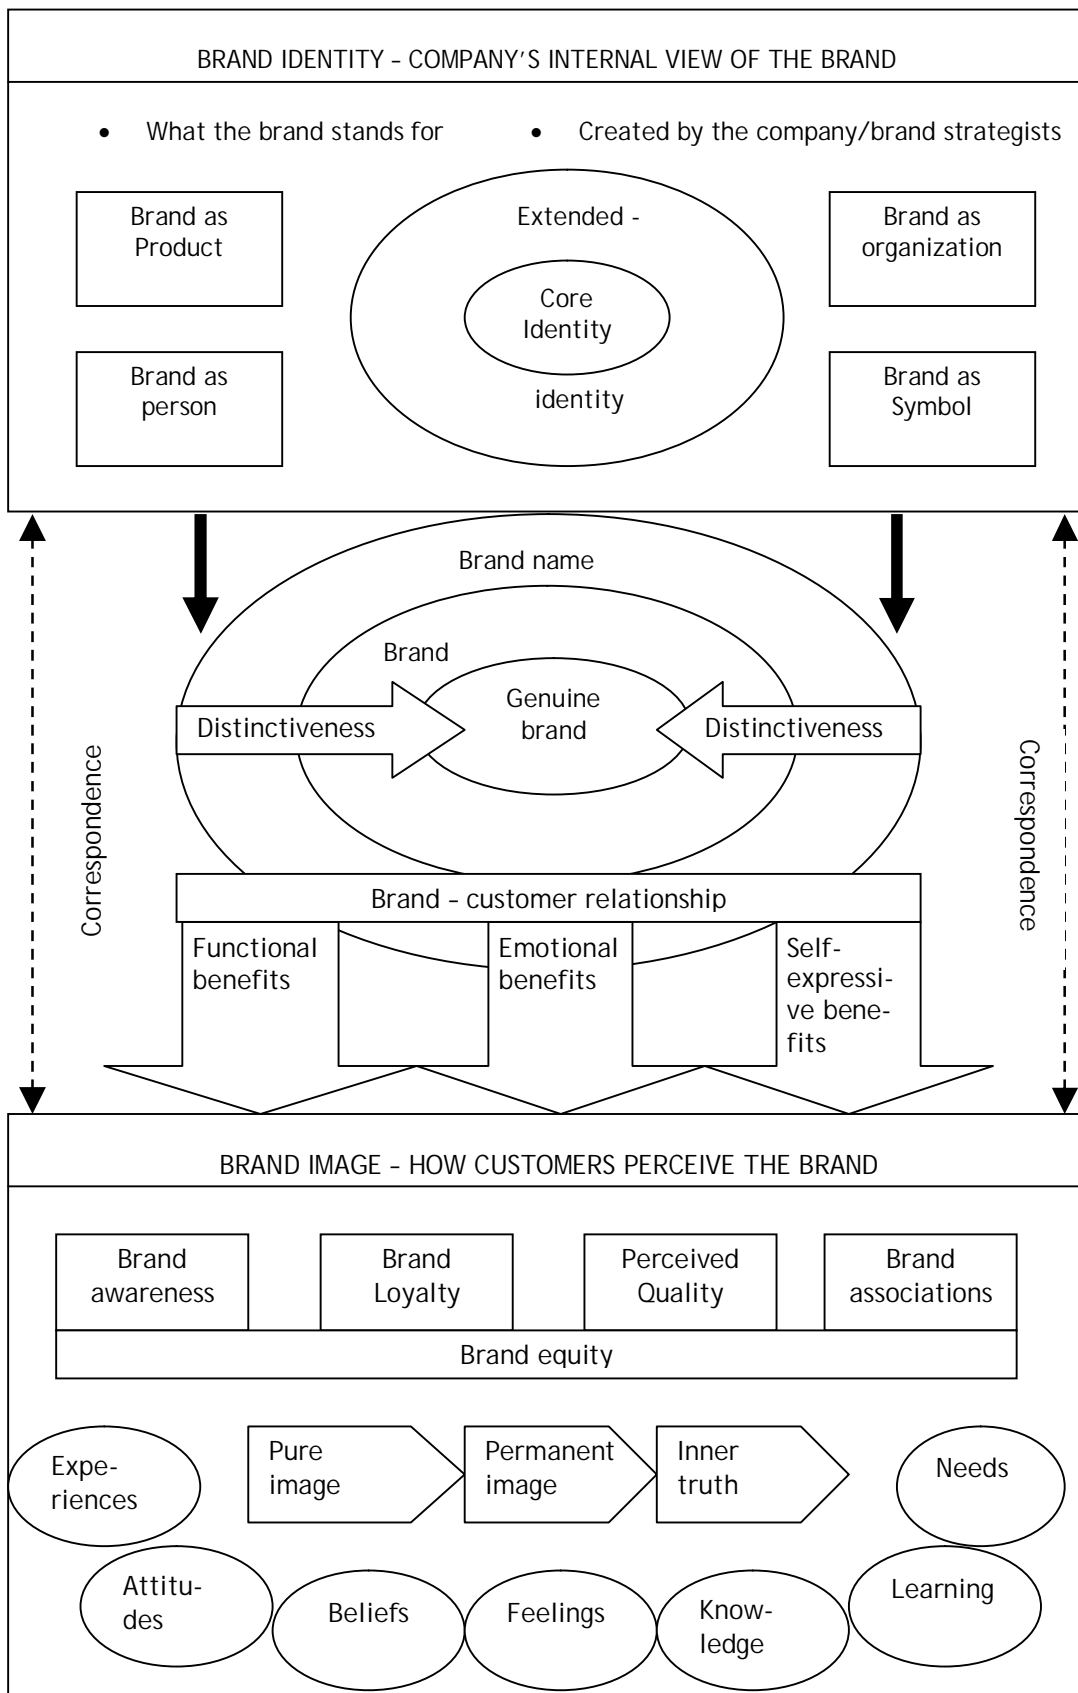 BRAND IDENTITY – COMPANY'S INTERNAL VIEW OF THE BRAND
• What the brand stands for
• Created by the company/brand strategists
Brand as
Product
Extended -
Core
Identity
identity
Brand as
organization
Brand as
person
Brand as
Symbol
Brand name
Brand
Genuine
brand
Distinctiveness
Distinctiveness
Correspondence
Correspondence
Brand – customer relationship
Functional
benefits
Emotional
benefits
Self-
expressi-
ve bene-
fits
BRAND IMAGE – HOW CUSTOMERS PERCEIVE THE BRAND
Brand
awareness
Brand
Loyalty
Perceived
Quality
Brand
associations
Brand equity
Expe-
riences
Pure
image
Permanent
image
Inner
truth
Needs
Attitu-
des
Beliefs
Feelings
Know-
ledge
Learning